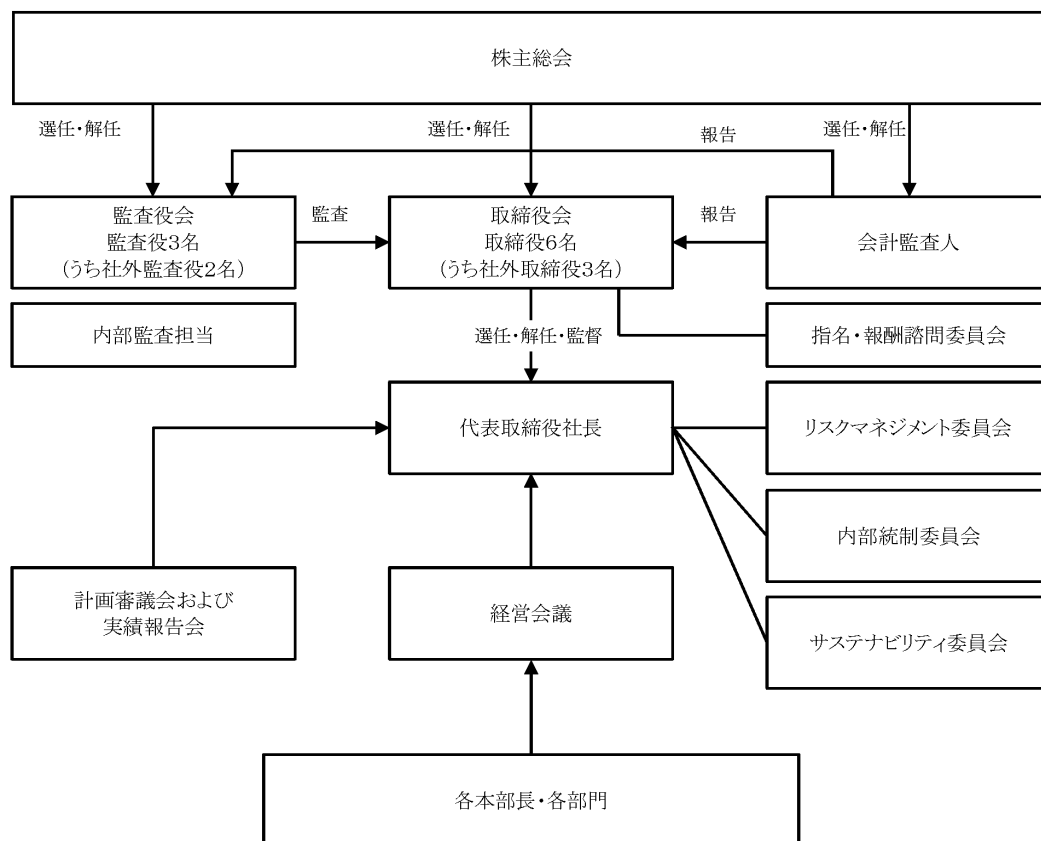 株主総会
選任・解任
選任・解任
選任・解任
報告
監査役会
監査役3名
(うち社外監査役2名)
監査
取締役会
取締役6名
(うち社外取締役3名)
報告
会計監査人
内部監査担当
選任・解任・監督
指名・報酬諮問委員会
代表取締役社長
リスクマネジメント委員会
内部統制委員会
計画審議会および
実績報告会
経営会議
サステナビリティ委員会
各本部長・各部門